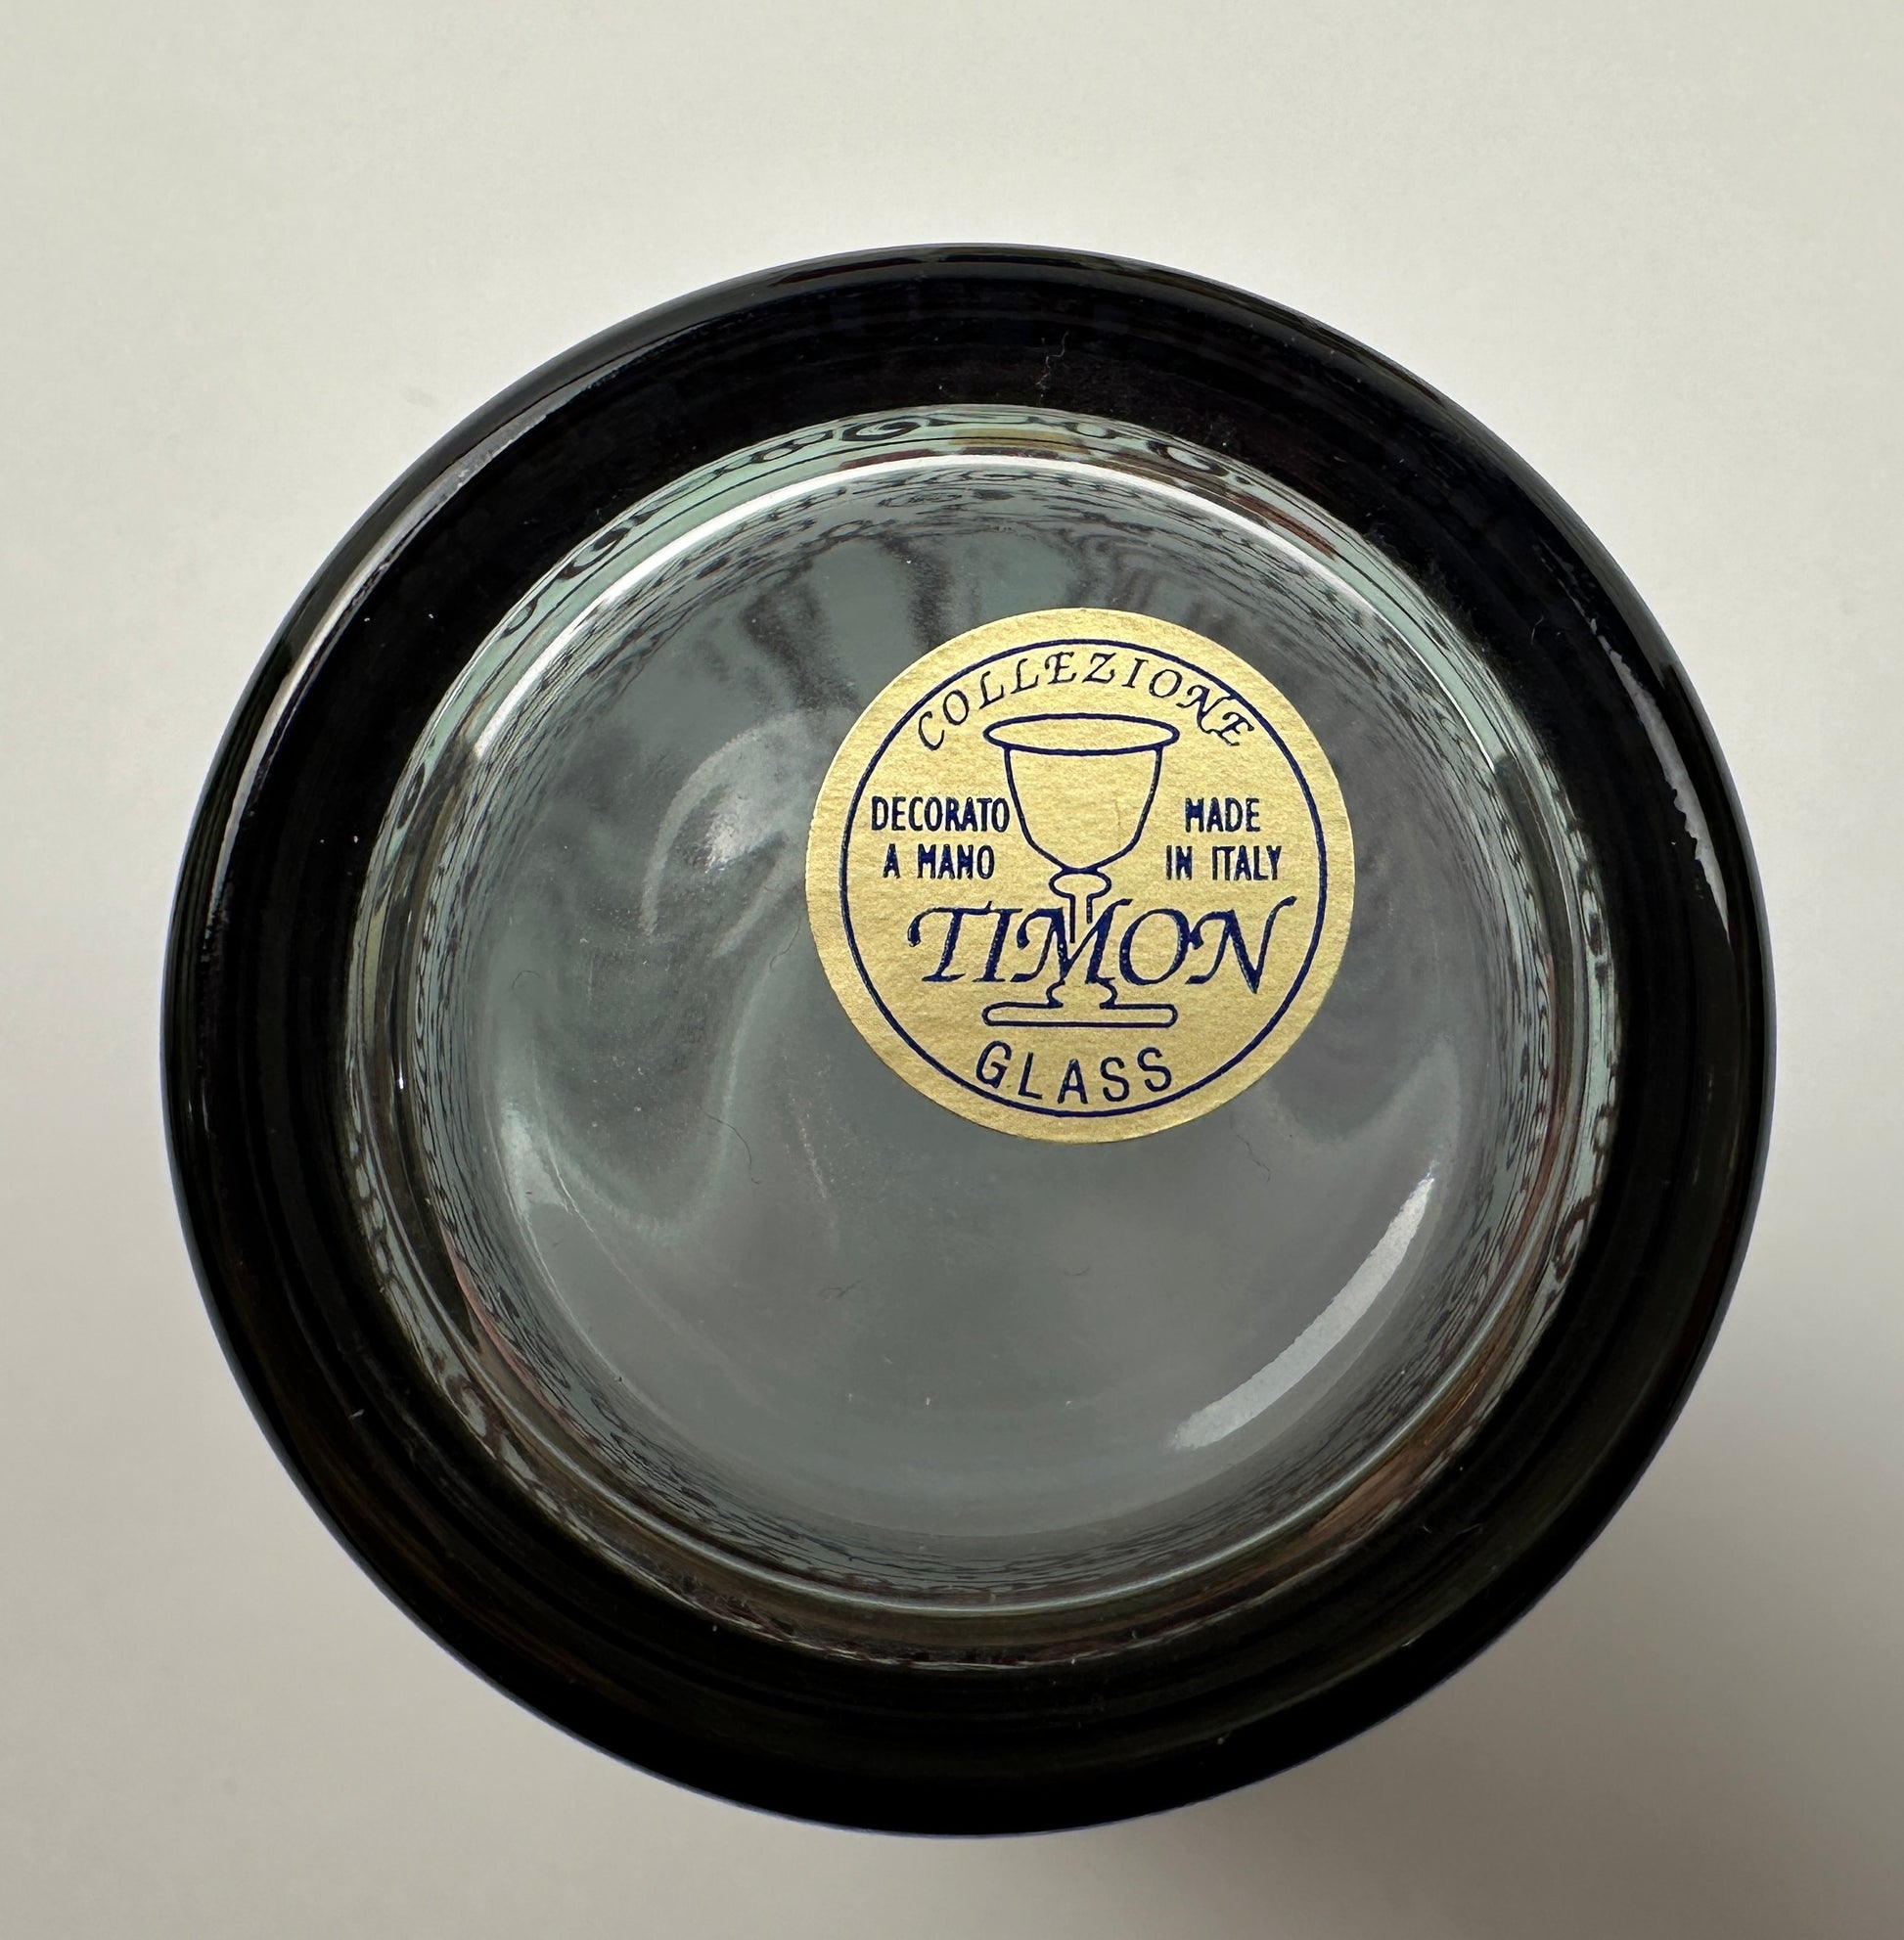 COLLEZIONE
DECORATO
A MANO
MADE
IN ITALY
TIMON
GLASS